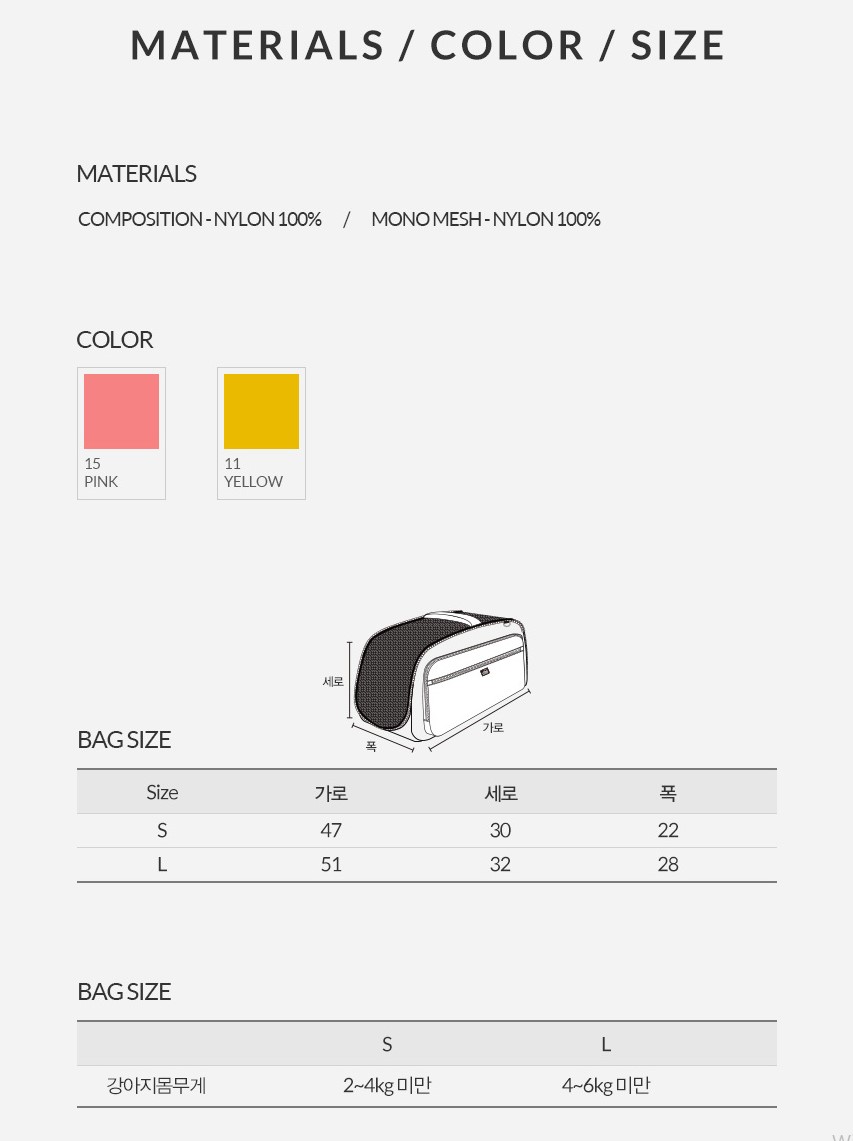 MATERIALS / COLOR / SIZE
MATERIALS
COMPOSITION - NYLON 100% / MONO MESH - NYLON 100%
COLOR
15
PINK
11
YELLOW
세로
가로
폭
BAG SIZE
Size 가로 세로 폭
S 47 30 22
L 51 32 28
BAG SIZE
S L
강아지몸무게 2~4kg 미만 4~6kg 미만